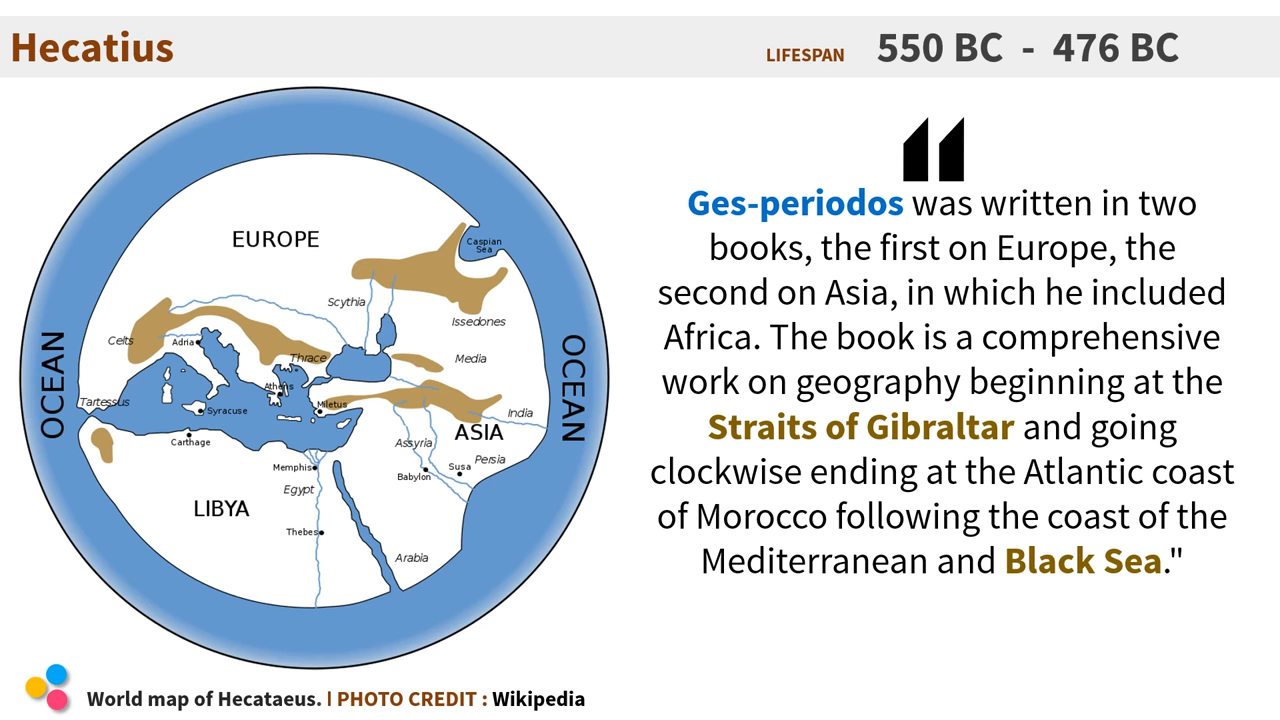 Hecatius
LIFESPAN 550 BC - 476 BC
EUROPE
Caspian
Sea
Scythia
Issedones
Celts
Adria
Thrace
Media
OCEAN
OCEAN
Athens
Tartessus
Miletus
Syracuse
India
Carthage
ASIA
Assyria
Memphis
Susa
Persia
Babylon
Egypt
LIBYA
Thebes
Arabia
Ges-periodos was written in two
books, the first on Europe, the
second on Asia, in which he included
Africa. The book is a comprehensive
work on geography beginning at the
Straits of Gibraltar and going
clockwise ending at the Atlantic coast
of Morocco following the coast of the
Mediterranean and Black Sea."
World map of Hecataeus. l PHOTO CREDIT : Wikipedia